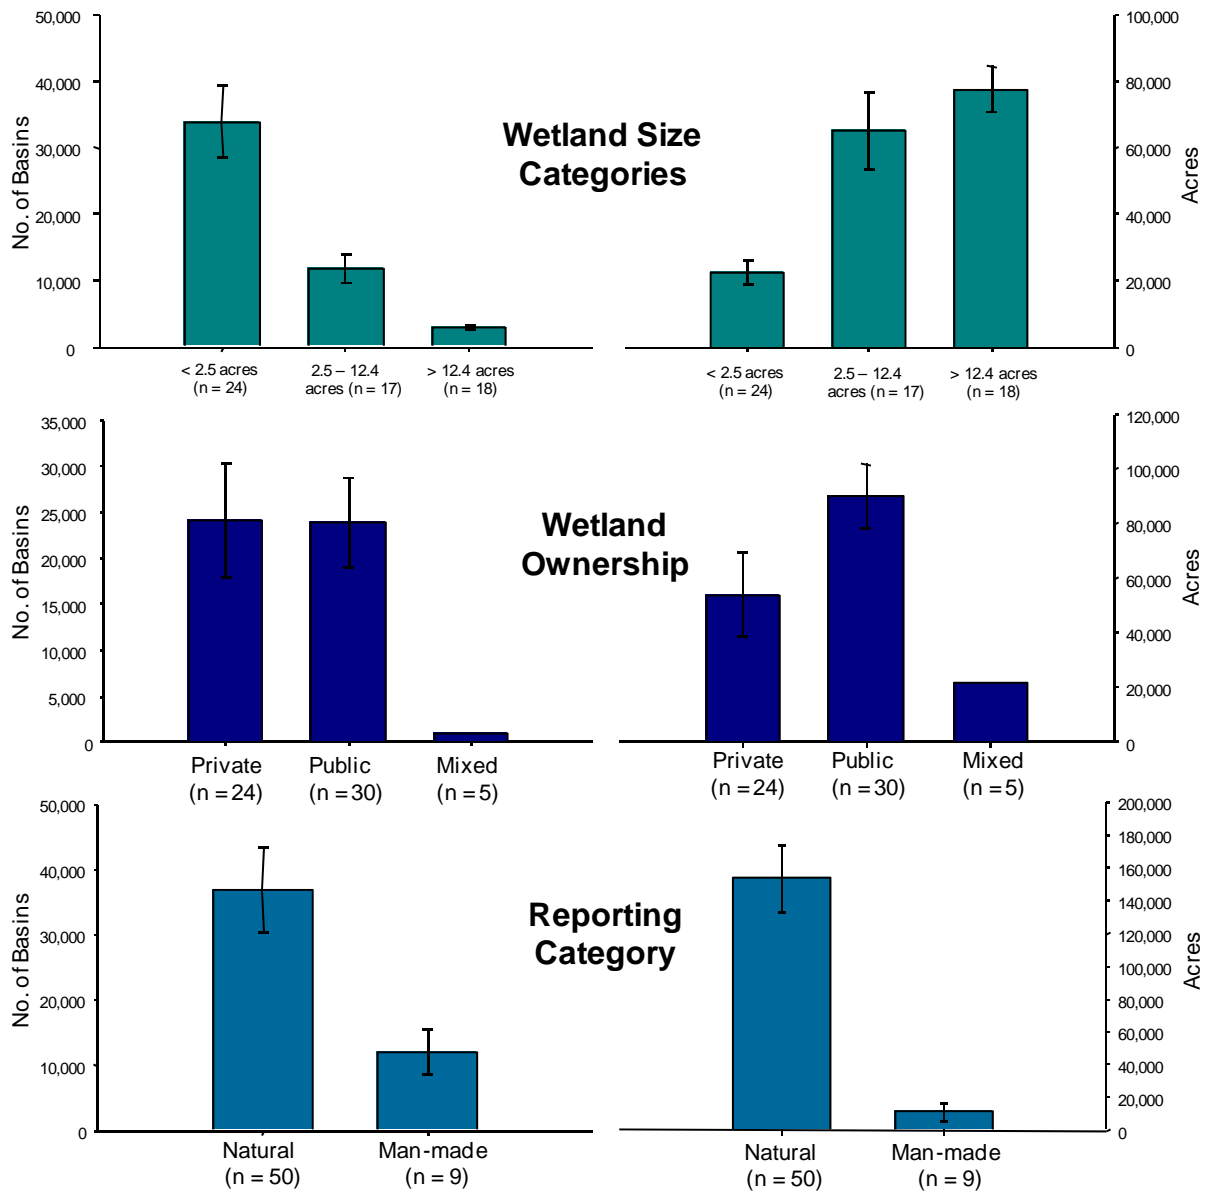 50,000
40,000
30,000
20,000
10,000
0
No. of Basins
< 2.5 acres
(n = 24)
2.5 – 12.4
acres (n = 17)
> 12.4 acres
(n = 18)
Wetland Size
Categories
100,000
80,000
60,000
40,000
20,000
0
Acres
< 2.5 acres
(n = 24)
2.5 – 12.4
acres (n = 17)
> 12.4 acres
(n = 18)
35,000
30,000
25,000
20,000
15,000
10,000
5,000
0
No. of Basins
Private
(n = 24)
Public
(n = 30)
Mixed
(n = 5)
Wetland
Ownership
120,000
100,000
80,000
60,000
40,000
20,000
0
Acres
Private
(n = 24)
Public
(n = 30)
Mixed
(n = 5)
50,000
40,000
30,000
20,000
10,000
0
No. of Basins
Natural
(n = 50)
Man-made
(n = 9)
Reporting
Category
200,000
180,000
160,000
140,000
120,000
100,000
80,000
60,000
40,000
20,000
0
Acres
Natural
(n = 50)
Man-made
(n = 9)